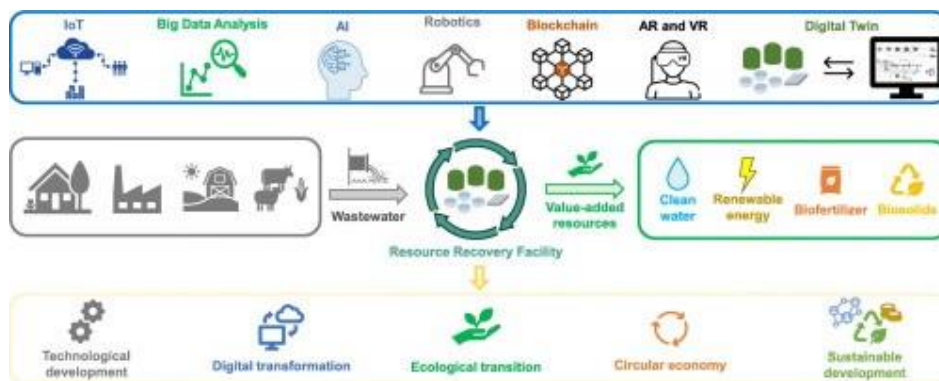 IoT
Big Data Analysis
AI
Robotics
Blockchain
AR and VR
Digital Twin
VR
Wastewater
Resource Recovery Facility
Value-added
resources
Clean
water
Renewable
energy
Biofertilizer
Biosolids
Technological
development
Digital transformation
Ecological transition
Circular economy
Sustainable
development